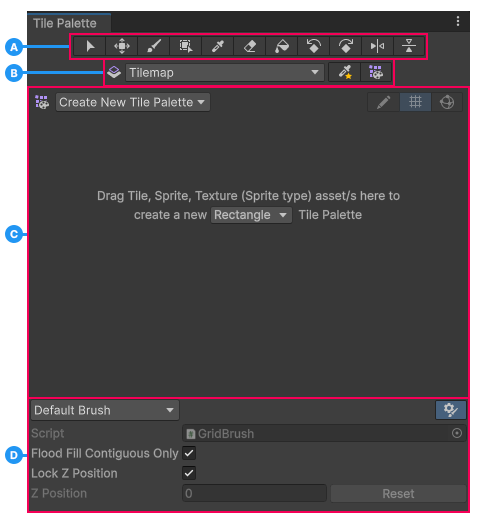 Tile Palette
A
B
Tilemap
Create New Tile Palette
Drag Tile, Sprite, Texture (Sprite type) asset/s here to
create a new Rectangle Tile Palette
C
Default Brush
Script
GridBrush
Flood Fill Contiguous Only
D
Lock Z Position
Z Position
0
Reset